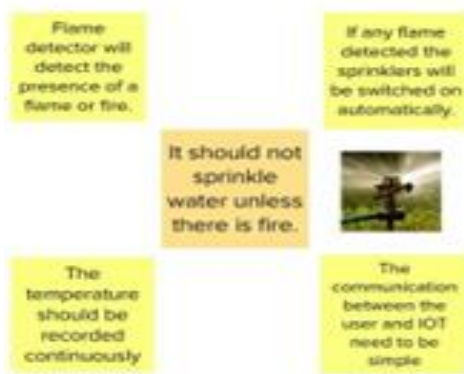 Flame
detector will
detect the
presence of a
flame or fire.
If any flame
detected the
sprinklers will
be switched on
automatically.
It should not
sprinkle
water unless
there is fire.
The
temperature
should be
recorded
continuously
The
communication
between the
user and IOT
need to be
simple